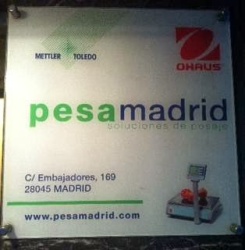 METTLER TOLEDO
OHAUS
pesamadrid
soluciones de pesaje
C/ Embajadores, 169
28045 MADRID
www.pesamadrid.com